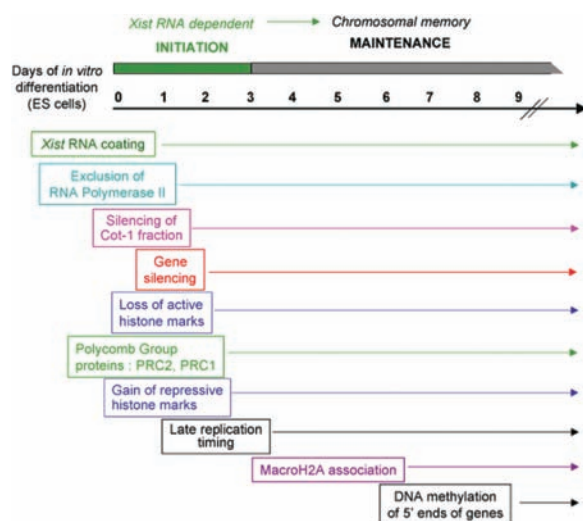 Xist RNA dependent
Chromosomal memory
INITIATION
MAINTENANCE
Days of in vitro
differentiation
(ES cells)
0 1 2 3 4 5 6 7 8 9
Xist RNA coating
Exclusion of
RNA Polymerase II
Silencing of
Cot-1 fraction
Gene
silencing
Loss of active
histone marks
Polycomb Group
proteins : PRC2, PRC1
Gain of repressive
histone marks
Late replication
timing
MacroH2A association
DNA methylation
of 5' ends of genes